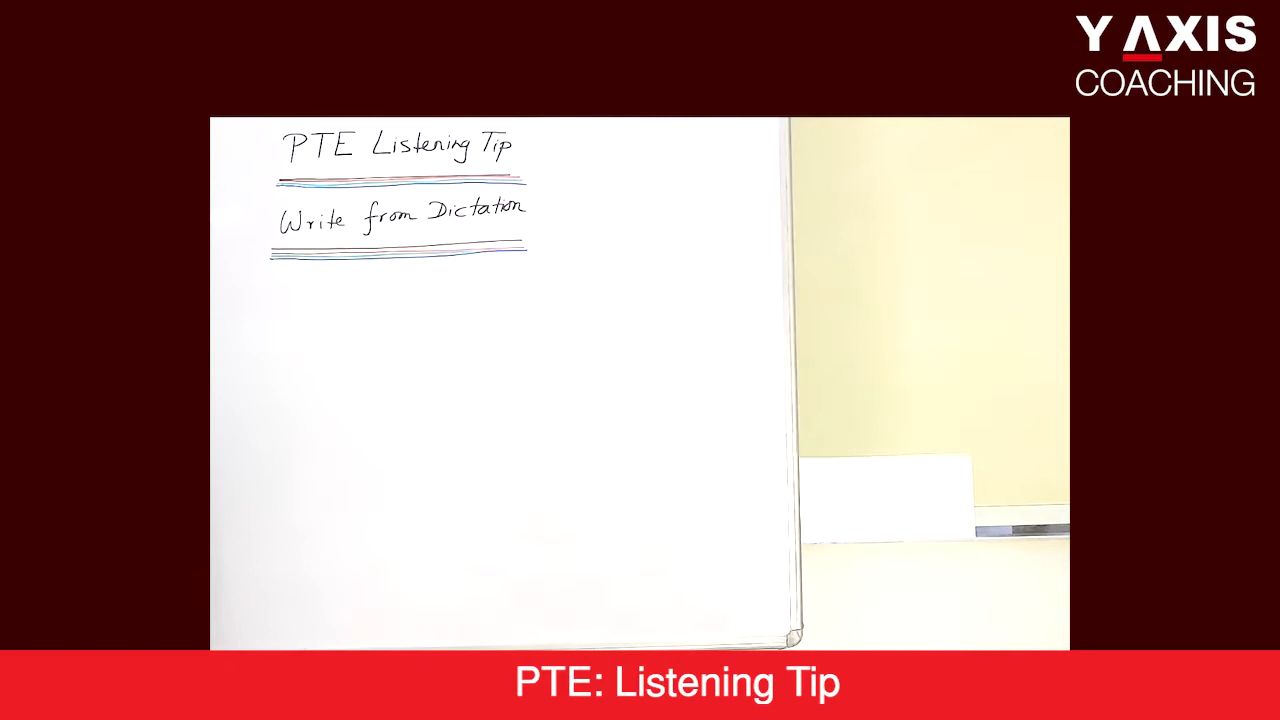 Y AXIS
COACHING
PTE Listening Tip
Write from Dictation
PTE: Listening Tip